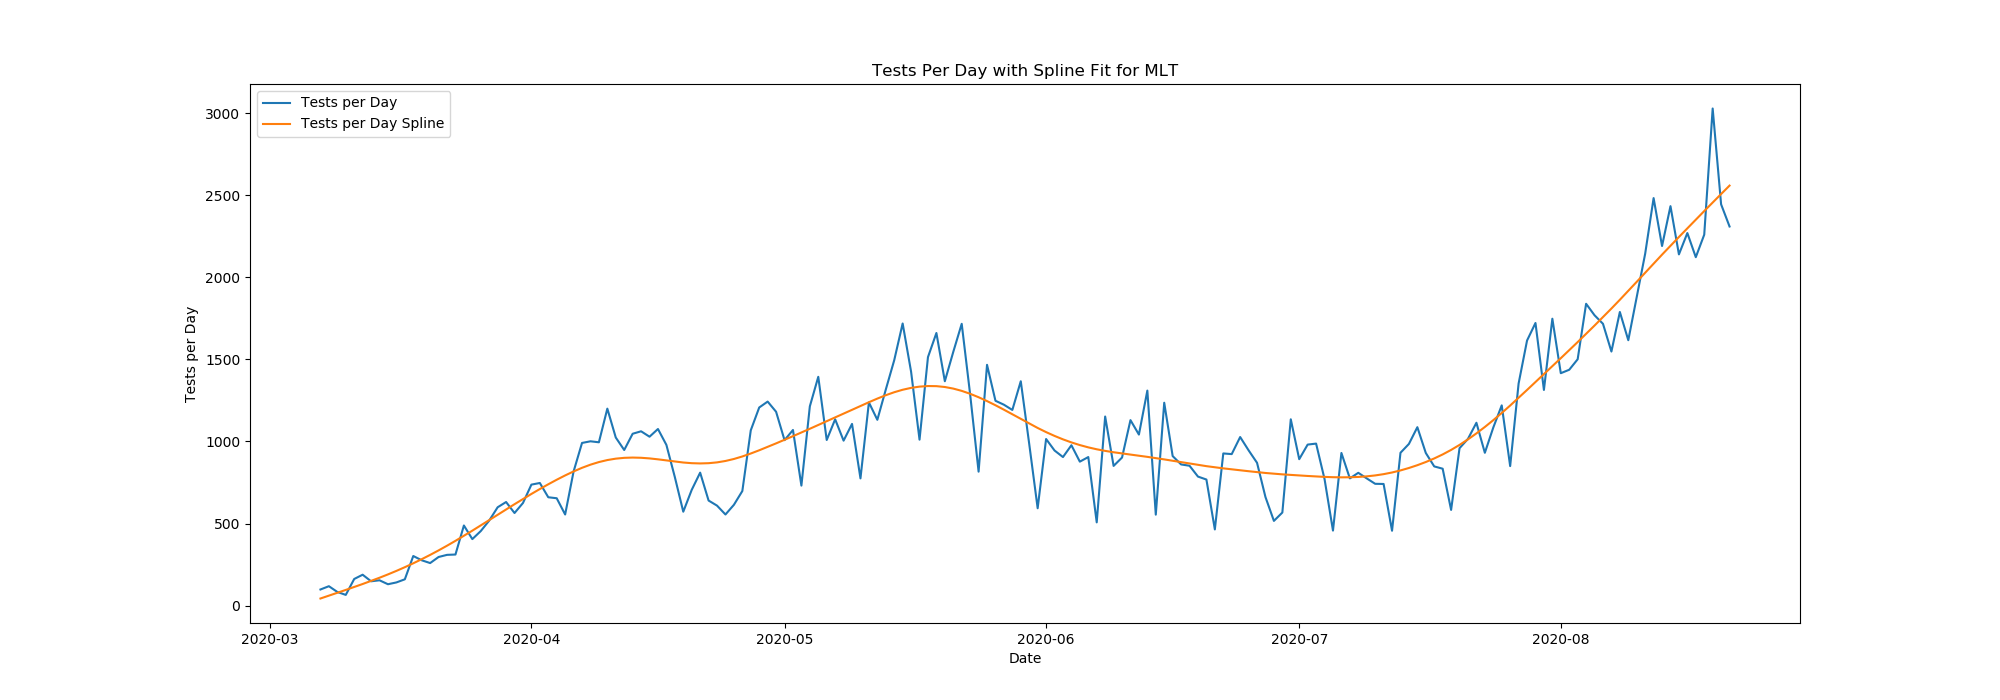 Tests Per Day with Spline Fit for MLT
Tests per Day
Tests per Day Spline
3000
2500
2000
1500
1000
500
0
Tests per Day
2020-03 2020-04 2020-05 2020-06 2020-07 2020-08
Date